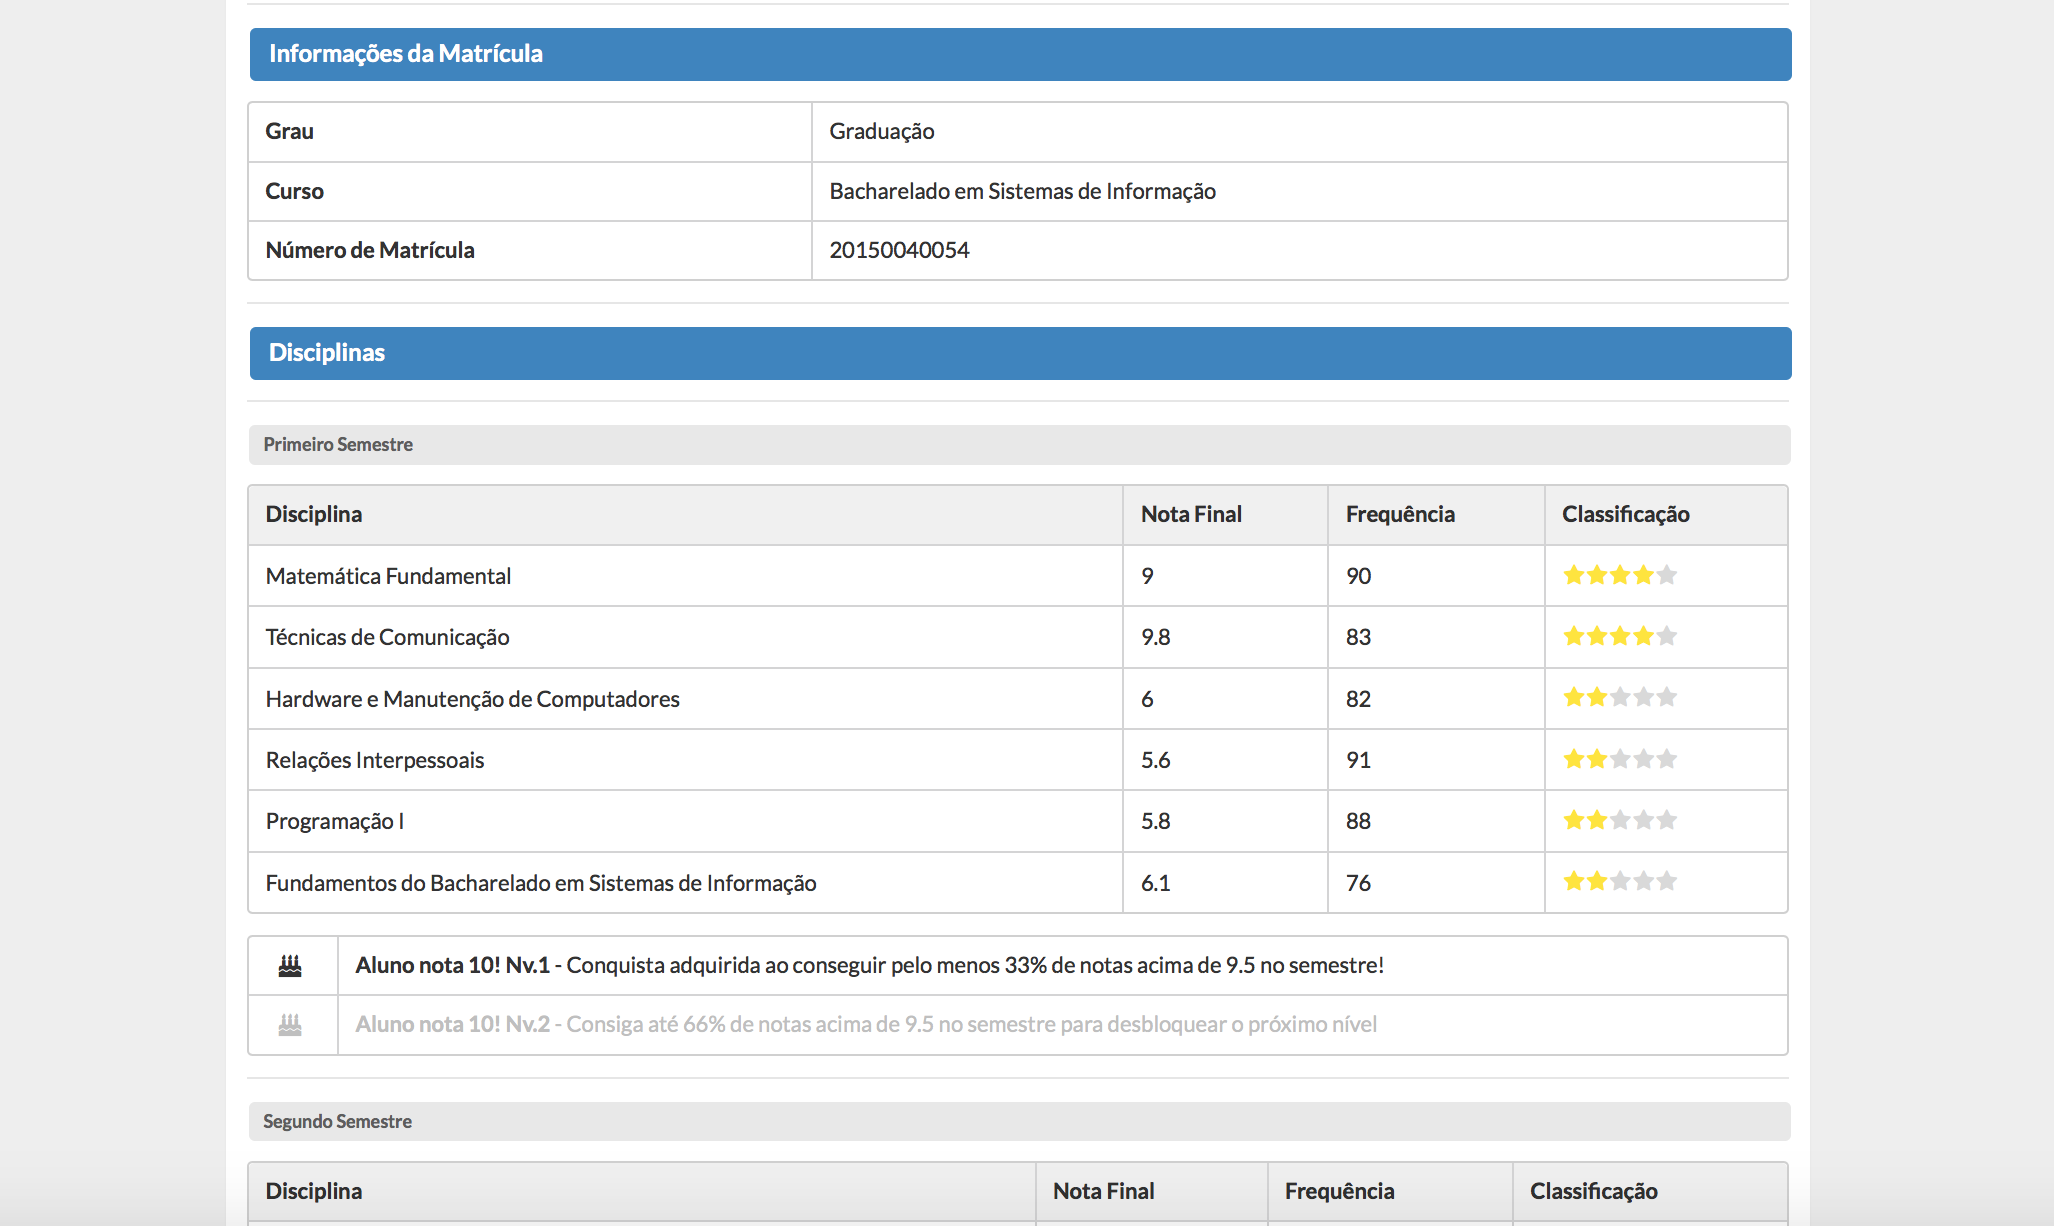 Informações da Matrícula
Grau Graduação
Curso Bacharelado em Sistemas de Informação
Número de Matrícula 20150040054
Disciplinas
Primeiro Semestre
Disciplina Nota Final Frequência Classificação
Matemática Fundamental 9 90
Técnicas de Comunicação 9.8 83
Hardware e Manutenção de Computadores 6 82
Relações Interpessoais 5.6 91
Programação I 5.8 88
Fundamentos do Bacharelado em Sistemas de Informação 6.1 76
Aluno nota 10! Nv.1 - Conquista adquirida ao conseguir pelo menos 33% de notas acima de 9.5 no semestre!
Aluno nota 10! Nv.2 - Consiga até 66% de notas acima de 9.5 no semestre para desbloquear o próximo nível
Segundo Semestre
Disciplina Nota Final Frequência Classificação